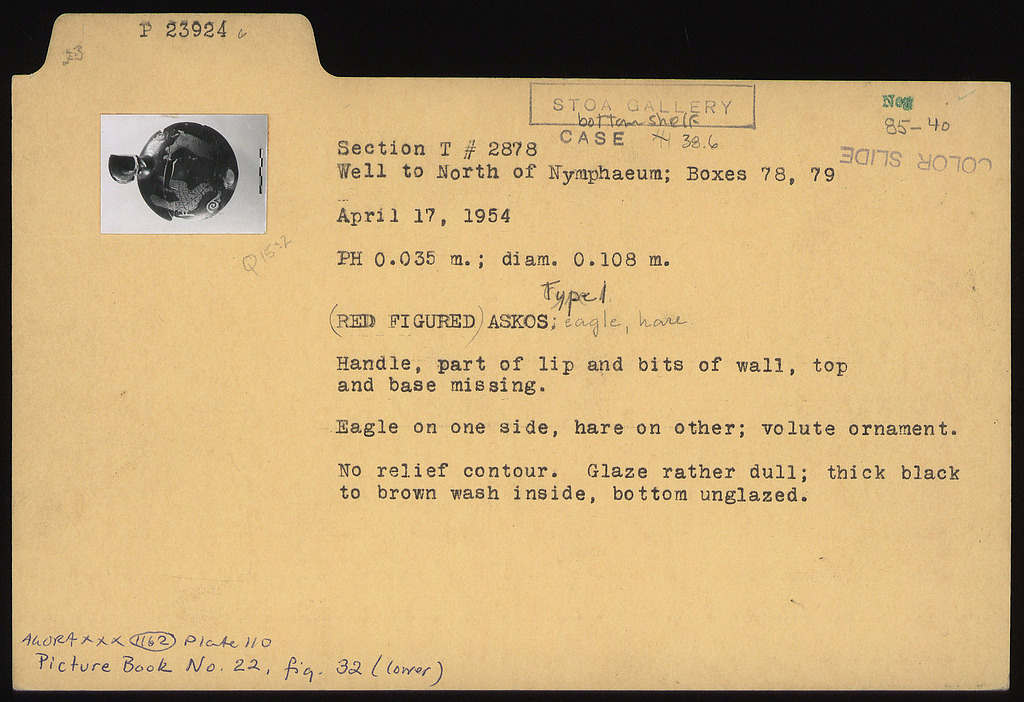 P 23924
33
STOA GALLERY
bottom shelf
CASE # 38.6
Neg
85-40
COLOR SLIDE
Section T # 2878
Well to North of Nymphaeum; Boxes 78, 79
April 17, 1954
PH 0.035 m.; diam. 0.108 m.
Type 1
(RED FIGURED) ASKOS; eagle, hare
Handle, part of lip and bits of wall, top
and base missing.
Eagle on one side, hare on other; volute ornament.
No relief contour. Glaze rather dull; thick black
to brown wash inside, bottom unglazed.
AGORA XXX 1162 Plate 110
Picture Book No. 22, fig. 32 (lower)